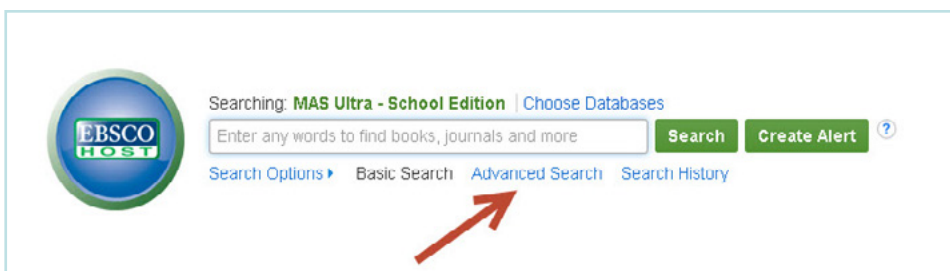 EBSCO
HOST
Searching: MAS Ultra - School Edition | Choose Databases
Enter any words to find books, journals and more
Search
Create Alert
?
Search Options
Basic Search
Advanced Search
Search History